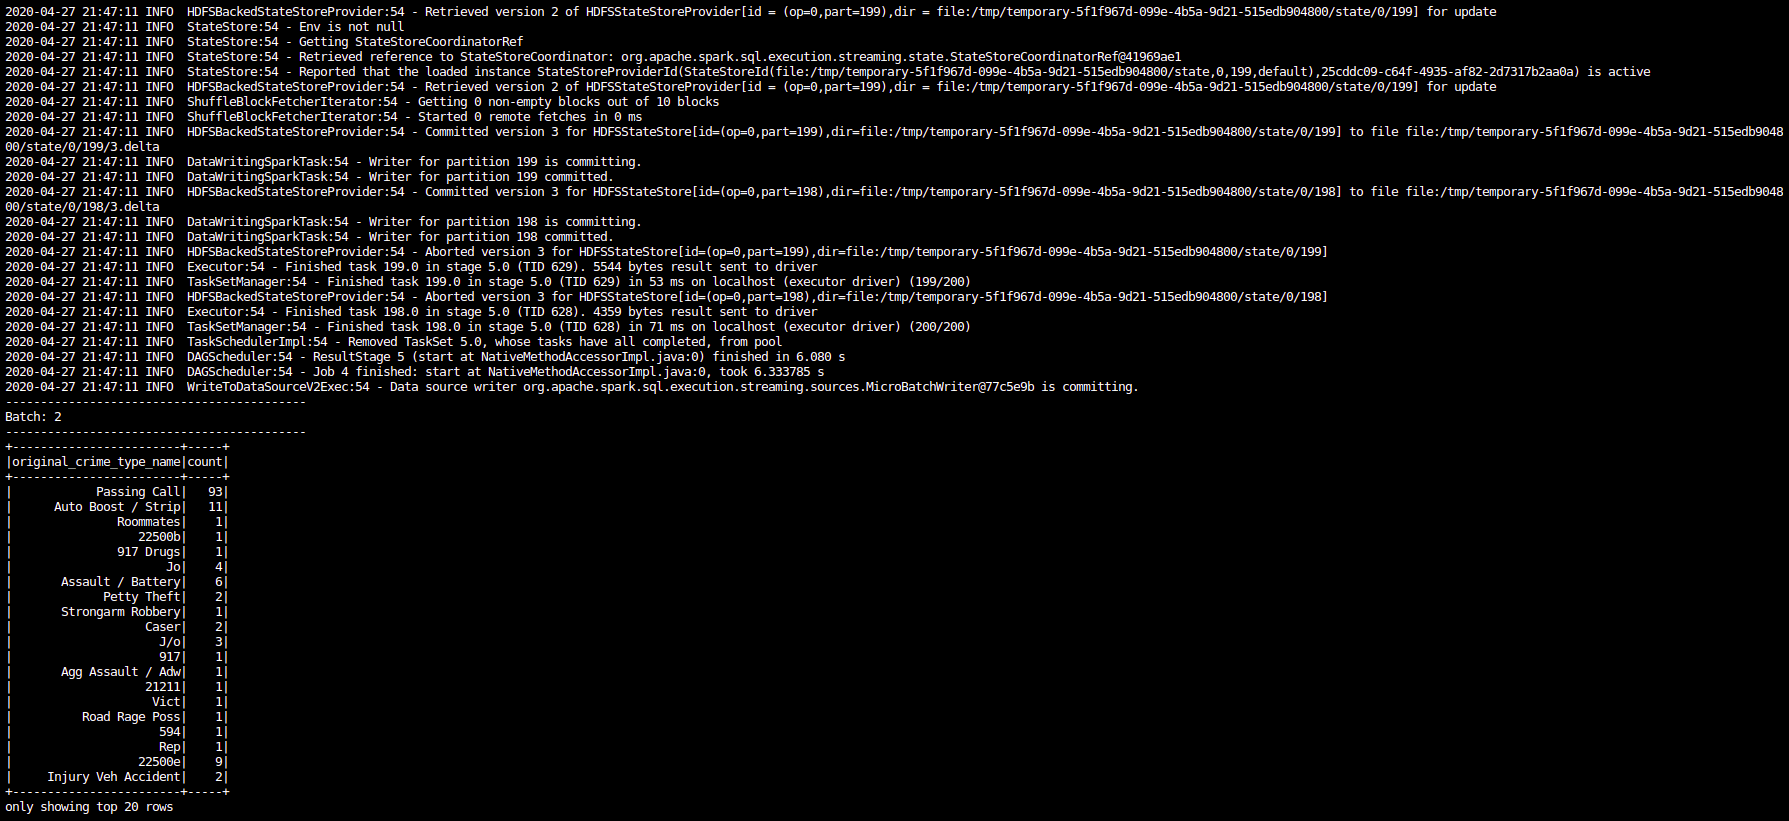 2020-04-27 21:47:11 INFO  HDFSBackedStateStoreProvider:54 - Retrieved version 2 of HDFSStateStoreProvider[id = (op=0,part=199),dir = file:/tmp/temporary-5f1f967d-099e-4b5a-9d21-515edb904800/state/0/199] for update
2020-04-27 21:47:11 INFO  StateStore:54 - Env is not null
2020-04-27 21:47:11 INFO  StateStore:54 - Getting StateStoreCoordinatorRef
2020-04-27 21:47:11 INFO  StateStore:54 - Retrieved reference to StateStoreCoordinator: org.apache.spark.sql.execution.streaming.state.StateStoreCoordinatorRef@41969ae1
2020-04-27 21:47:11 INFO  StateStore:54 - Reported that the loaded instance StateStoreProviderId(StateStoreId(file:/tmp/temporary-5f1f967d-099e-4b5a-9d21-515edb904800/state,0,199,default),25cddc09-c64f-4935-af82-2d7317b2aa0a) is active
2020-04-27 21:47:11 INFO  HDFSBackedStateStoreProvider:54 - Retrieved version 2 of HDFSStateStoreProvider[id = (op=0,part=199),dir = file:/tmp/temporary-5f1f967d-099e-4b5a-9d21-515edb904800/state/0/199] for update
2020-04-27 21:47:11 INFO  ShuffleBlockFetcherIterator:54 - Getting 0 non-empty blocks out of 10 blocks
2020-04-27 21:47:11 INFO  ShuffleBlockFetcherIterator:54 - Started 0 remote fetches in 0 ms
2020-04-27 21:47:11 INFO  HDFSBackedStateStoreProvider:54 - Committed version 3 for HDFSStateStore[id=(op=0,part=199),dir=file:/tmp/temporary-5f1f967d-099e-4b5a-9d21-515edb904800/state/0/199] to file file:/tmp/temporary-5f1f967d-099e-4b5a-9d21-515edb9048
00/state/0/199/3.delta
2020-04-27 21:47:11 INFO  DataWritingSparkTask:54 - Writer for partition 199 is committing.
2020-04-27 21:47:11 INFO  DataWritingSparkTask:54 - Writer for partition 199 committed.
2020-04-27 21:47:11 INFO  HDFSBackedStateStoreProvider:54 - Committed version 3 for HDFSStateStore[id=(op=0,part=198),dir=file:/tmp/temporary-5f1f967d-099e-4b5a-9d21-515edb904800/state/0/198] to file file:/tmp/temporary-5f1f967d-099e-4b5a-9d21-515edb9048
00/state/0/198/3.delta
2020-04-27 21:47:11 INFO  DataWritingSparkTask:54 - Writer for partition 198 is committing.
2020-04-27 21:47:11 INFO  DataWritingSparkTask:54 - Writer for partition 198 committed.
2020-04-27 21:47:11 INFO  HDFSBackedStateStoreProvider:54 - Aborted version 3 for HDFSStateStore[id=(op=0,part=199),dir=file:/tmp/temporary-5f1f967d-099e-4b5a-9d21-515edb904800/state/0/199]
2020-04-27 21:47:11 INFO  Executor:54 - Finished task 199.0 in stage 5.0 (TID 629). 5544 bytes result sent to driver
2020-04-27 21:47:11 INFO  TaskSetManager:54 - Finished task 199.0 in stage 5.0 (TID 629) in 53 ms on localhost (executor driver) (199/200)
2020-04-27 21:47:11 INFO  HDFSBackedStateStoreProvider:54 - Aborted version 3 for HDFSStateStore[id=(op=0,part=198),dir=file:/tmp/temporary-5f1f967d-099e-4b5a-9d21-515edb904800/state/0/198]
2020-04-27 21:47:11 INFO  Executor:54 - Finished task 198.0 in stage 5.0 (TID 628). 4359 bytes result sent to driver
2020-04-27 21:47:11 INFO  TaskSetManager:54 - Finished task 198.0 in stage 5.0 (TID 628) in 71 ms on localhost (executor driver) (200/200)
2020-04-27 21:47:11 INFO  TaskSchedulerImpl:54 - Removed TaskSet 5.0, whose tasks have all completed, from pool
2020-04-27 21:47:11 INFO  DAGScheduler:54 - ResultStage 5 (start at NativeMethodAccessorImpl.java:0) finished in 6.080 s
2020-04-27 21:47:11 INFO  DAGScheduler:54 - Job 4 finished: start at NativeMethodAccessorImpl.java:0, took 6.333785 s
2020-04-27 21:47:11 INFO  WriteToDataSourceV2Exec:54 - Data source writer org.apache.spark.sql.execution.streaming.sources.MicroBatchWriter@77c5e9b is committing.
-------------------------------------------
Batch: 2
-------------------------------------------
+------------------------+-----+
|original_crime_type_name|count|
+------------------------+-----+
|            Passing Call|   93|
|      Auto Boost / Strip|   11|
|               Roommates|    1|
|                  22500b|    1|
|               917 Drugs|    1|
|                      Jo|    4|
|       Assault / Battery|    6|
|             Petty Theft|    2|
|       Strongarm Robbery|    1|
|                   Caser|    2|
|                     J/o|    3|
|                     917|    1|
|       Agg Assault / Adw|    1|
|                   21211|    1|
|                    Vict|    1|
|          Road Rage Poss|    1|
|                     594|    1|
|                     Rep|    1|
|                  22500e|    9|
|     Injury Veh Accident|    2|
+------------------------+-----+
only showing top 20 rows